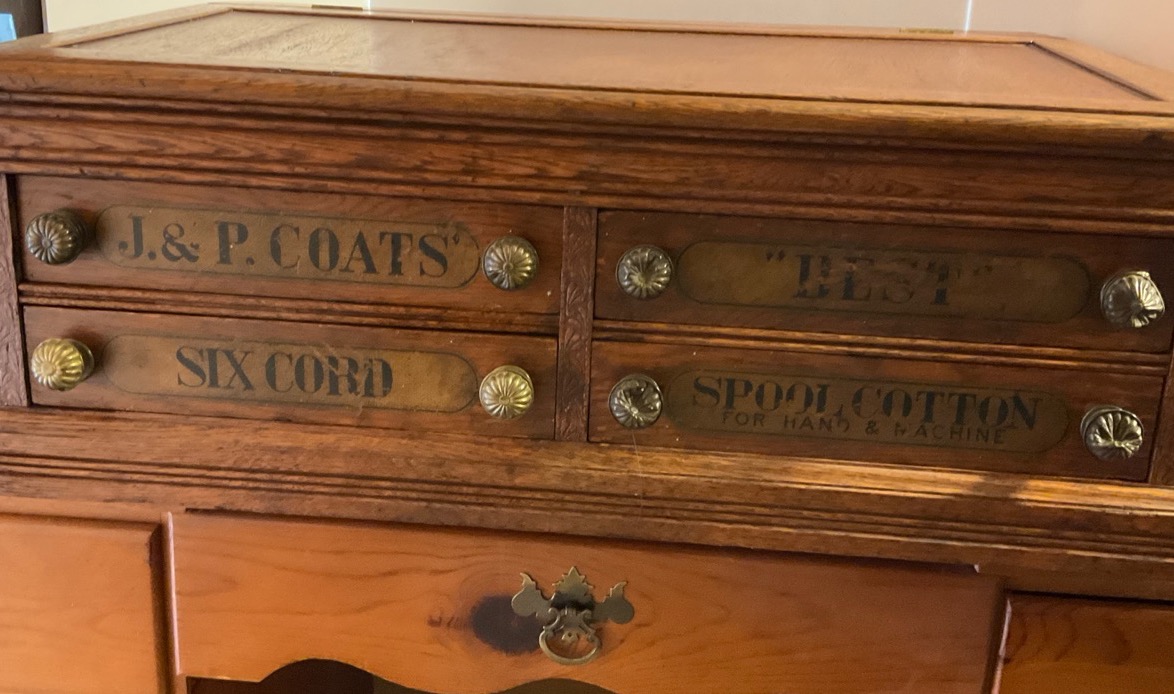 J. & P. COATS'
"BEST"
SIX CORD
SPOOL COTTON
FOR HAND & MACHINE